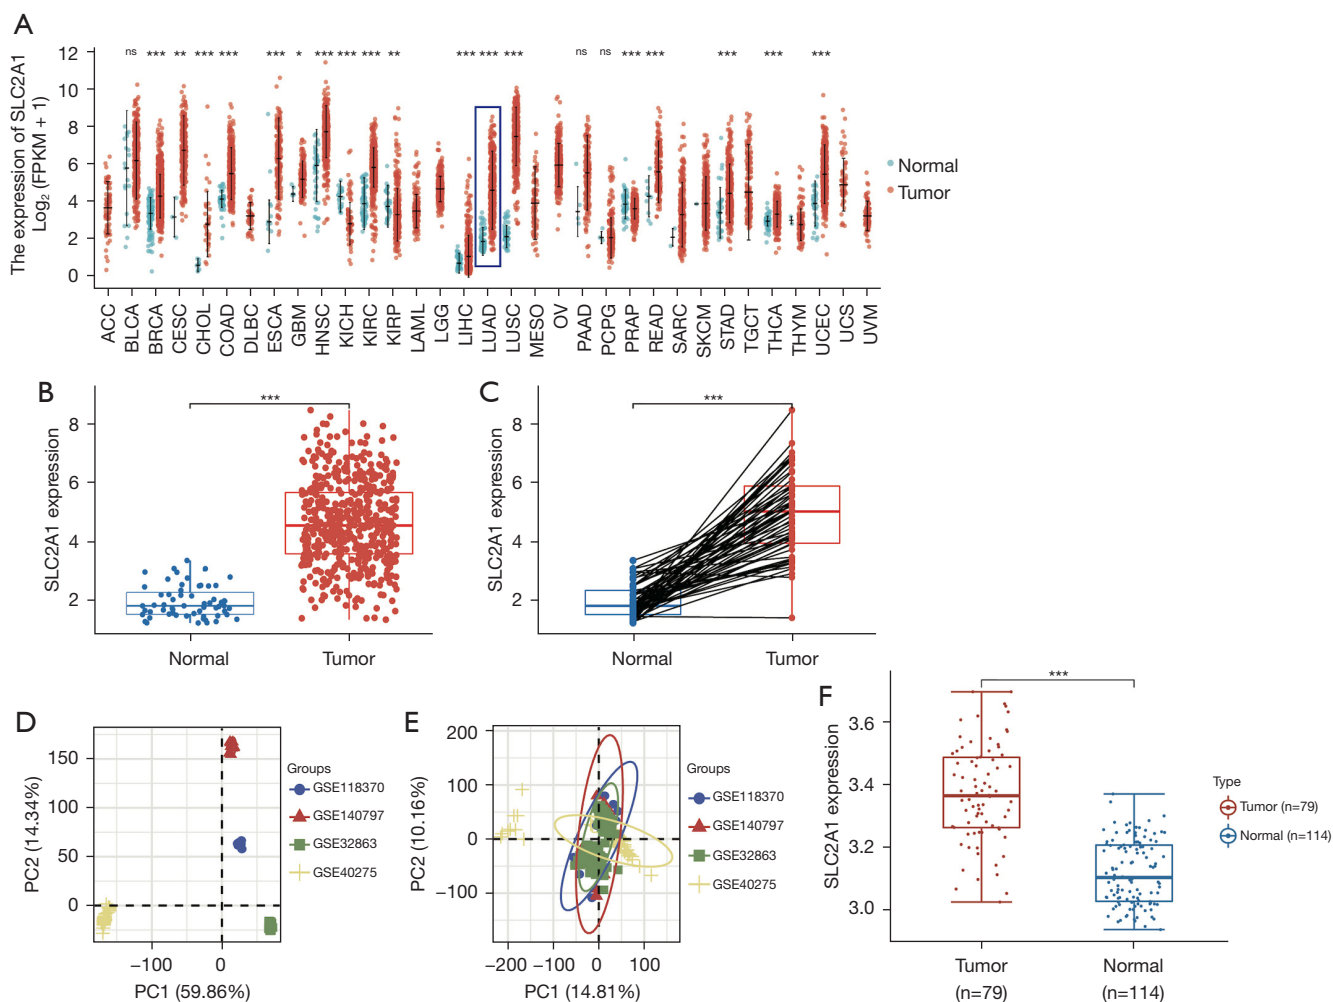 A
The expression of SLC2A1
Log₂ (FPKM + 1)
12
10
8
6
4
2
0
ns *** ** *** *** *** * *** *** *** ** *** *** *** ns ns *** *** *** *** ***
Normal
Tumor
ACC BLCA BRCA CESC CHOL COAD DLBC ESCA GBM HNSC KICH KIRC KIRP LAML LGG LIHC LUAD LUSC MESO OV PAAD PCPG PRAP READ SARC SKCM STAD TGCT THCA THYM UCEC UCS UVM
B
SLC2A1 expression
8
6
4
2
***
Normal Tumor
C
SLC2A1 expression
8
6
4
2
***
Normal Tumor
D
PC2 (14.34%)
150
100
50
0
−100 0
PC1 (59.86%)
Groups
GSE118370
GSE140797
GSE32863
GSE40275
E
PC2 (10.16%)
200
100
0
−100
−200 −100 0 100
PC1 (14.81%)
Groups
GSE118370
GSE140797
GSE32863
GSE40275
F
SLC2A1 expression
3.6
3.4
3.2
3.0
***
Tumor Normal
(n=79) (n=114)
Type
Tumor (n=79)
Normal (n=114)